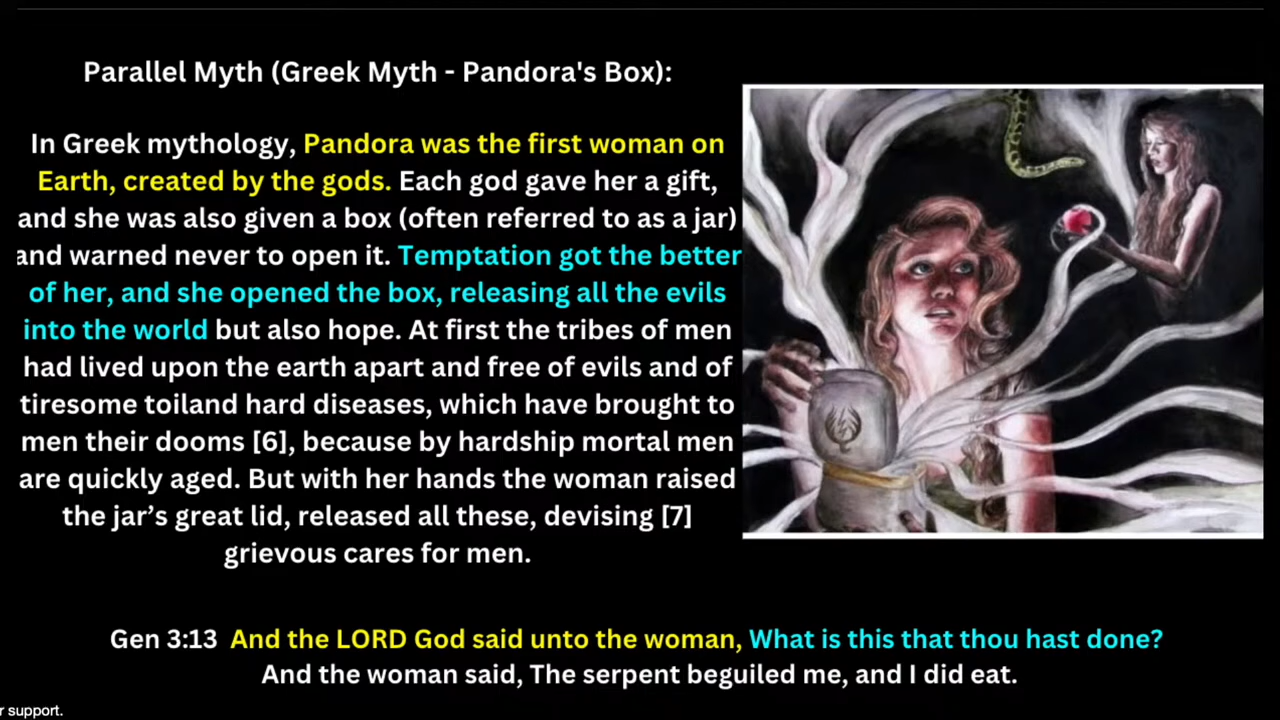 Parallel Myth (Greek Myth - Pandora's Box):
In Greek mythology, Pandora was the first woman on
Earth, created by the gods. Each god gave her a gift,
and she was also given a box (often referred to as a jar)
and warned never to open it. Temptation got the better
of her, and she opened the box, releasing all the evils
into the world but also hope. At first the tribes of men
had lived upon the earth apart and free of evils and of
tiresome toiland hard diseases, which have brought to
men their dooms [6], because by hardship mortal men
are quickly aged. But with her hands the woman raised
the jar’s great lid, released all these, devising [7]
grievous cares for men.
Gen 3:13 And the LORD God said unto the woman, What is this that thou hast done?
And the woman said, The serpent beguiled me, and I did eat.
support.